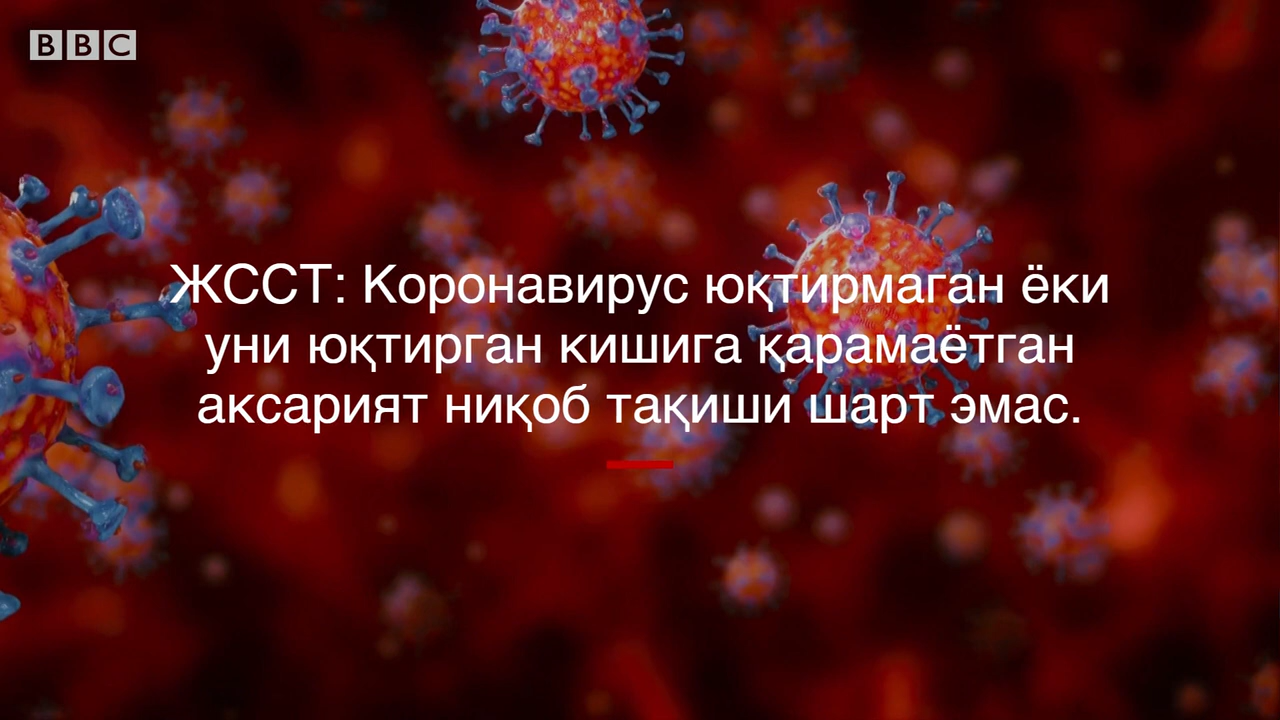 BBC
ЖССТ: Коронавирус юқтирмаган ёки
уни юқтирган кишига қарамаётган
аксарият ниқоб тақиши шарт эмас.